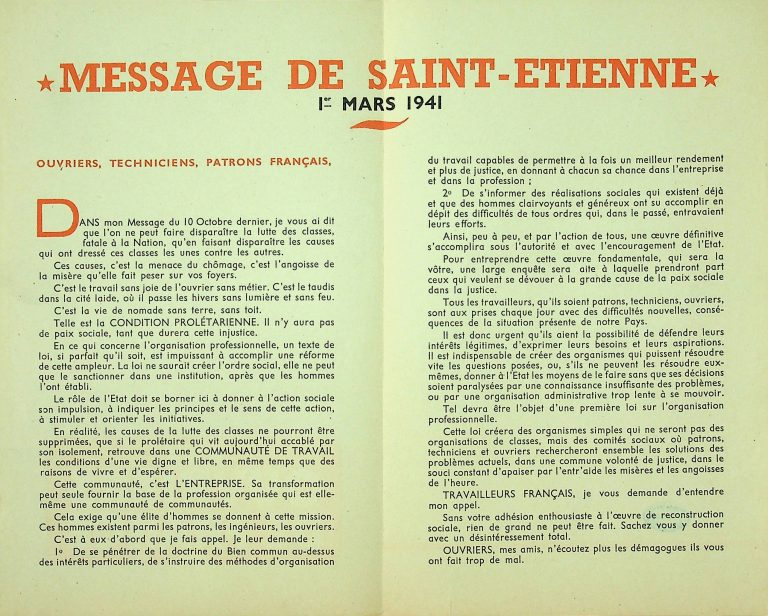 ★ MESSAGE DE SAINT-ETIENNE ★
1er MARS 1941
OUVRIERS, TECHNICIENS, PATRONS FRANÇAIS,
DANS mon Message du 10 Octobre dernier, je vous ai dit
que l'on ne peut faire disparaître la lutte des classes,
fatale à la Nation, qu'en faisant disparaître les causes
qui ont dressé ces classes les unes contre les autres.
Ces causes, c'est la menace du chômage, c'est l'angoisse de
la misère qu'elle fait peser sur vos foyers.
C'est le travail sans joie de l'ouvrier sans métier. C'est le taudis
dans la cité laide, où il passe les hivers sans lumière et sans feu.
C'est la vie de nomade sans terre, sans toit.
Telle est la CONDITION PROLÉTARIENNE. Il n'y aura pas
de paix sociale, tant que durera cette injustice.
En ce qui concerne l'organisation professionnelle, un texte de
loi, si parfait qu'il soit, est impuissant à accomplir une réforme
de cette ampleur. La loi ne saurait créer l'ordre social, elle ne peut
que le sanctionner dans une institution, après que les hommes
l'ont établi.
Le rôle de l'Etat doit se borner ici à donner à l'action sociale
son impulsion, à indiquer les principes et le sens de cette action,
à stimuler et orienter les initiatives.
En réalité, les causes de la lutte des classes ne pourront être
supprimées, que si le prolétaire qui vit aujourd'hui accablé par
son isolement, retrouve dans une COMMUNAUTÉ DE TRAVAIL
les conditions d'une vie digne et libre, en même temps que des
raisons de vivre et d'espérer.
Cette communauté, c'est L'ENTREPRISE. Sa transformation
peut seule fournir la base de la profession organisée qui est elle-
même une communauté de communautés.
Cela exige qu'une élite d'hommes se donnent à cette mission.
Ces hommes existent parmi les patrons, les ingénieurs, les ouvriers.
C'est à eux d'abord que je fais appel. Je leur demande :
1º De se pénétrer de la doctrine du Bien commun au-dessus
des intérêts particuliers, de s'instruire des méthodes d'organisation
du travail capables de permettre à la fois un meilleur rendement
et plus de justice, en donnant à chacun sa chance dans l'entreprise
et dans la profession ;
2º De s'informer des réalisations sociales qui existent déjà
et que des hommes clairvoyants et généreux ont su accomplir en
dépit des difficultés de tous ordres qui, dans le passé, entravaient
leurs efforts.
Ainsi, peu à peu, et par l'action de tous, une œuvre définitive
s'accomplira sous l'autorité et avec l'encouragement de l'Etat.
Pour entreprendre cette œuvre fondamentale, qui sera la
vôtre, une large enquête sera aite à laquelle prendront part
ceux qui veulent se dévouer à la grande cause de la paix sociale
dans la justice.
Tous les travailleurs, qu'ils soient patrons, techniciens, ouvriers,
sont aux prises chaque jour avec des difficultés nouvelles, consé-
quences de la situation présente de notre Pays.
Il est donc urgent qu'ils aient la possibilité de défendre leurs
intérêts légitimes, d'exprimer leurs besoins et leurs aspirations.
Il est indispensable de créer des organismes qui puissent résoudre
vite les questions posées, ou, s'ils ne peuvent les résoudre eux-
mêmes, donner à l'Etat les moyens de le faire sans que ses décisions
soient paralysées par une connaissance insuffisante des problèmes,
ou par une organisation administrative trop lente à se mouvoir.
Tel devra être l'objet d'une première loi sur l'organisation
professionnelle.
Cette loi créera des organismes simples qui ne seront pas des
organisations de classes, mais des comités sociaux où patrons,
techniciens et ouvriers rechercheront ensemble les solutions des
problèmes actuels, dans une commune volonté de justice, dans le
souci constant d'apaiser par l'entr'aide les misères et les angoisses
de l'heure.
TRAVAILLEURS FRANÇAIS, je vous demande d'entendre
mon appel.
Sans votre adhésion enthousiaste à l'œuvre de reconstruction
sociale, rien de grand ne peut être fait. Sachez vous y donner
avec un désintéressement total.
OUVRIERS, mes amis, n'écoutez plus les démagogues ils vous
ont fait trop de mal.